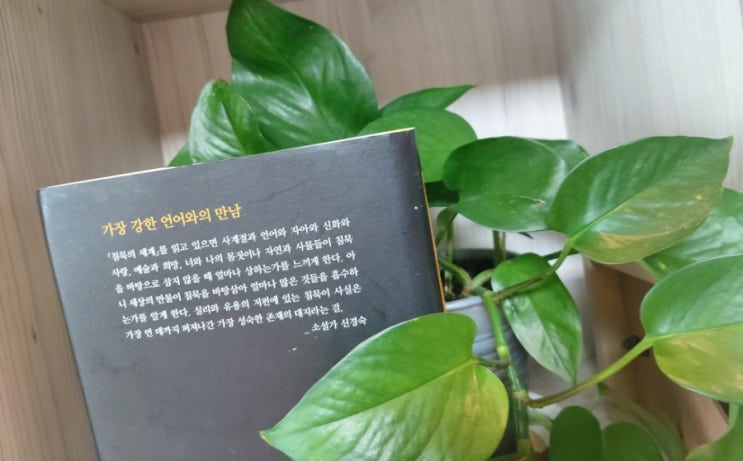 가장 강한 언어와의 만남
『침묵의 세계』를 읽고 있으면 사계절과 언어와 자아와 신화와
사랑, 예술과 희망, 너와 나의 몸짓이나 자연과 사물들이 침묵
을 바탕으로 삼지 않을 때 얼마나 상하는가를 느끼게 한다. 아
니 세상의 만물이 침묵을 바탕삼아 얼마나 많은 것들을 흡수하
는가를 알게 한다. 실리와 유용의 저편에 있는 침묵이 사실은
가장 먼 데까지 퍼져나간 가장 성숙한 존재의 대지라는 걸.
_소설가 신경숙